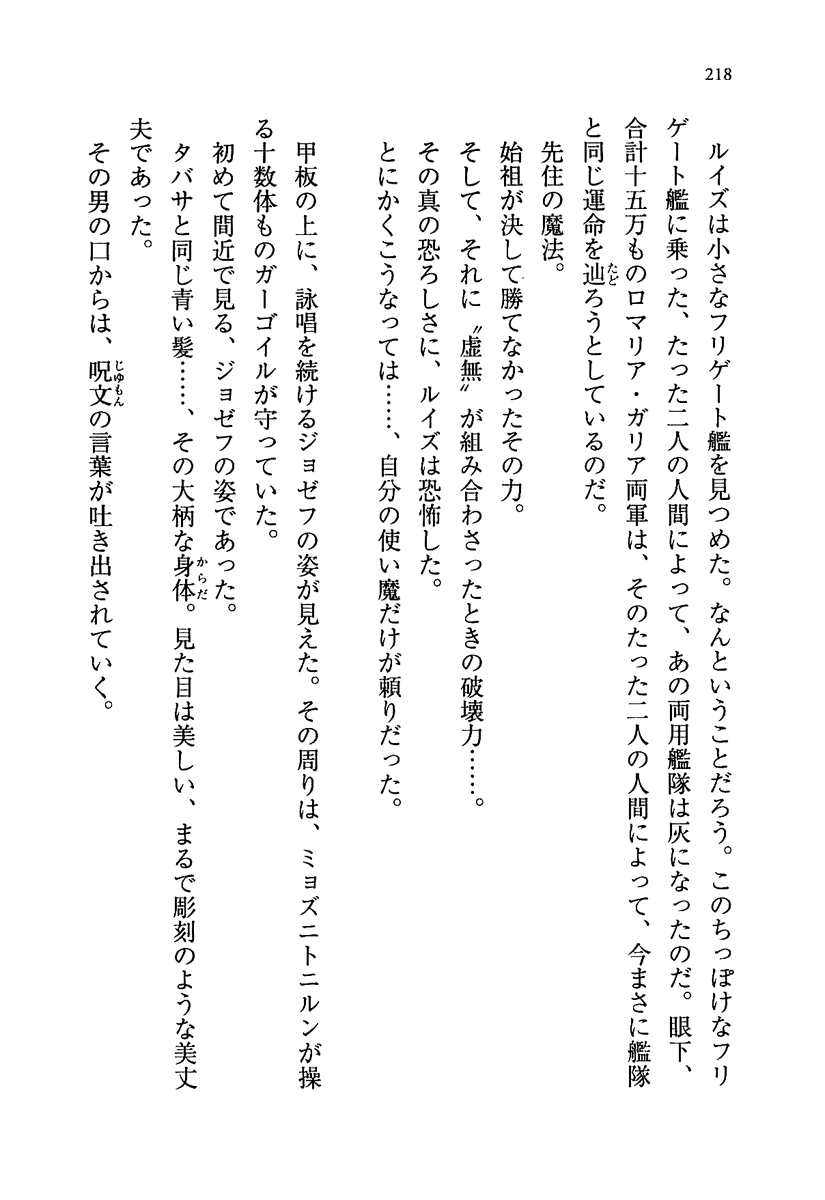 218
ルイズは小さなフリゲート艦を見つめた。なんということだろう。このちっぽけなフリ
ゲート艦に乗った、たった二人の人間によって、あの両用艦隊は灰になったのだ。眼下、
合計十五万ものロマリア・ガリア両軍は、そのたった二人の人間によって、今まさに艦隊
と同じ運命を辿ろうとしているのだ。
先住の魔法。
始祖が決して勝てなかったその力。
そして、それに〝虚無〟が組み合わさったときの破壊力……。
その真の恐ろしさに、ルイズは恐怖した。
とにかくこうなっては……、自分の使い魔だけが頼りだった。
甲板の上に、詠唱を続けるジョゼフの姿が見えた。その周りは、ミョズニトニルンが操
る十数体ものガーゴイルが守っていた。
初めて間近で見る、ジョゼフの姿であった。
タバサと同じ青い髪……、その大柄な身体。見た目は美しい、まるで彫刻のような美丈
夫であった。
その男の口からは、呪文の言葉が吐き出されていく。